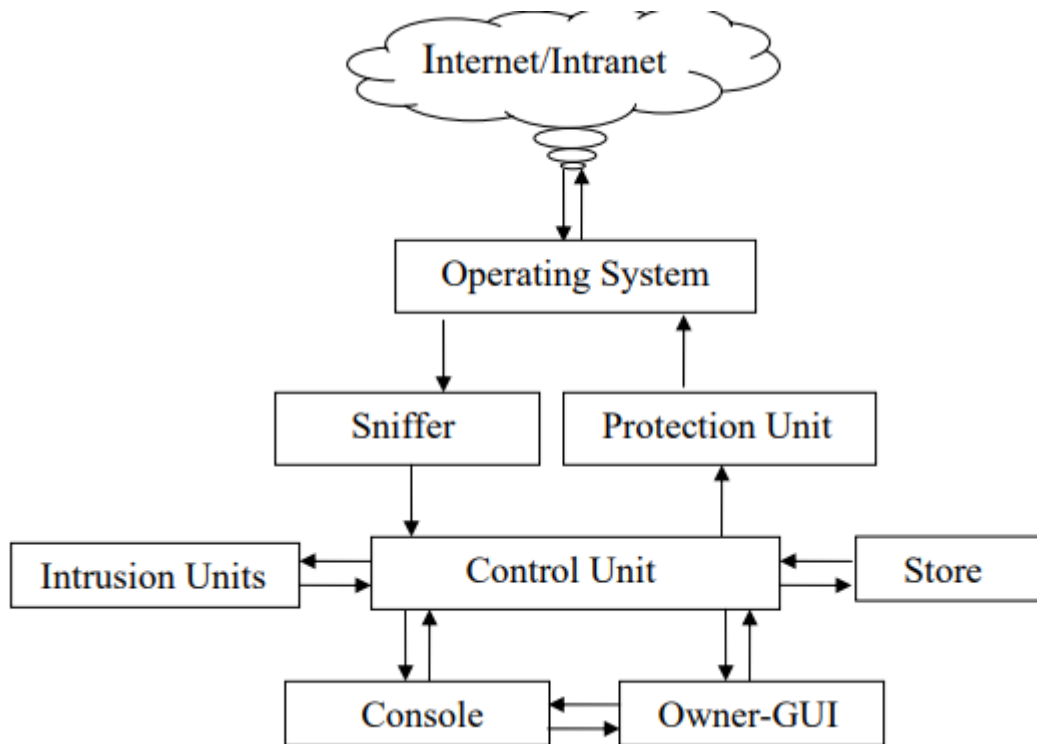 Internet/Intranet
Operating System
Sniffer
Protection Unit
Intrusion Units
Control Unit
Store
Console
Owner-GUI